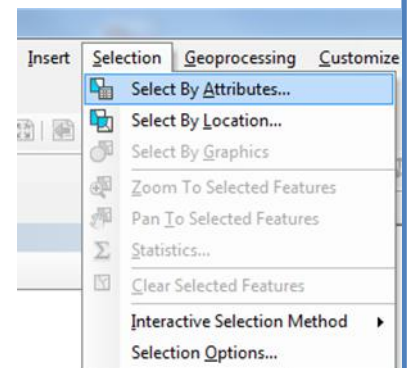 Insert Selection Geoprocessing Customize
Select By Attributes...
Select By Location...
Select By Graphics
Zoom To Selected Features
Pan To Selected Features
Statistics...
Clear Selected Features
Interactive Selection Method
Selection Options...